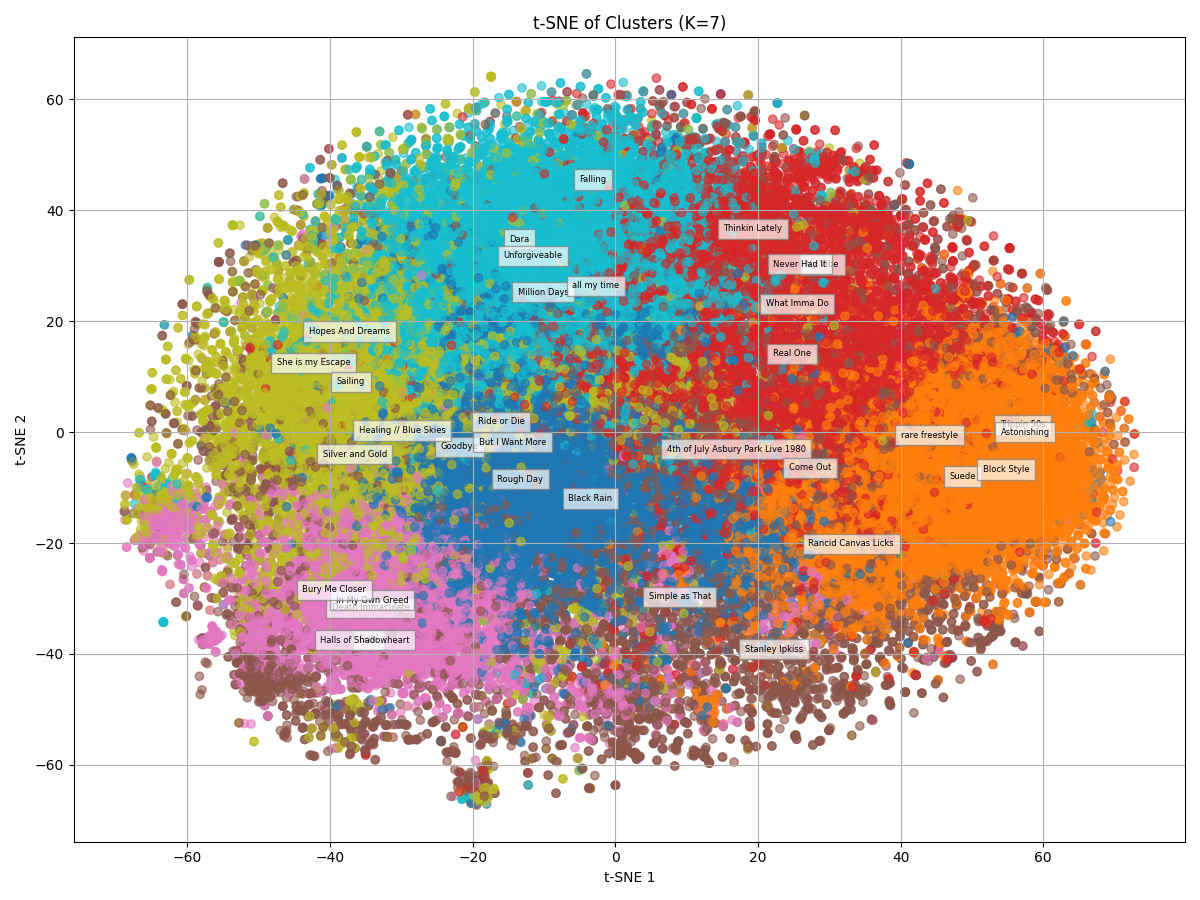 t-SNE of Clusters (K=7)
60
40
20
0
−20
−40
−60
t-SNE 2
Falling
Thinkin Lately
Dara
Unforgiveable
Never Had It
all my time
Million Days
What Imma Do
Hopes And Dreams
Real One
She is my Escape
Sailing
Ride or Die
Tippin 50s
Astonishing
Healing // Blue Skies
rare freestyle
But I Want More
Goodbye
4th of July Asbury Park Live 1980
Silver and Gold
Come Out
Block Style
Suede
Rough Day
Black Rain
Rancid Canvas Licks
Bury Me Closer
Simple as That
In My Own Greed
Death Immaculate
Halls of Shadowheart
Stanley Ipkiss
−60 −40 −20 0 20 40 60
t-SNE 1